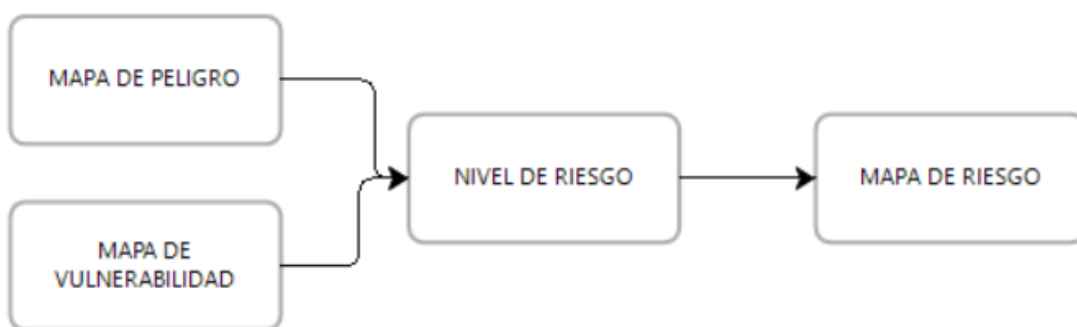 MAPA DE PELIGRO
MAPA DE
VULNERABILIDAD
NIVEL DE RIESGO
MAPA DE RIESGO